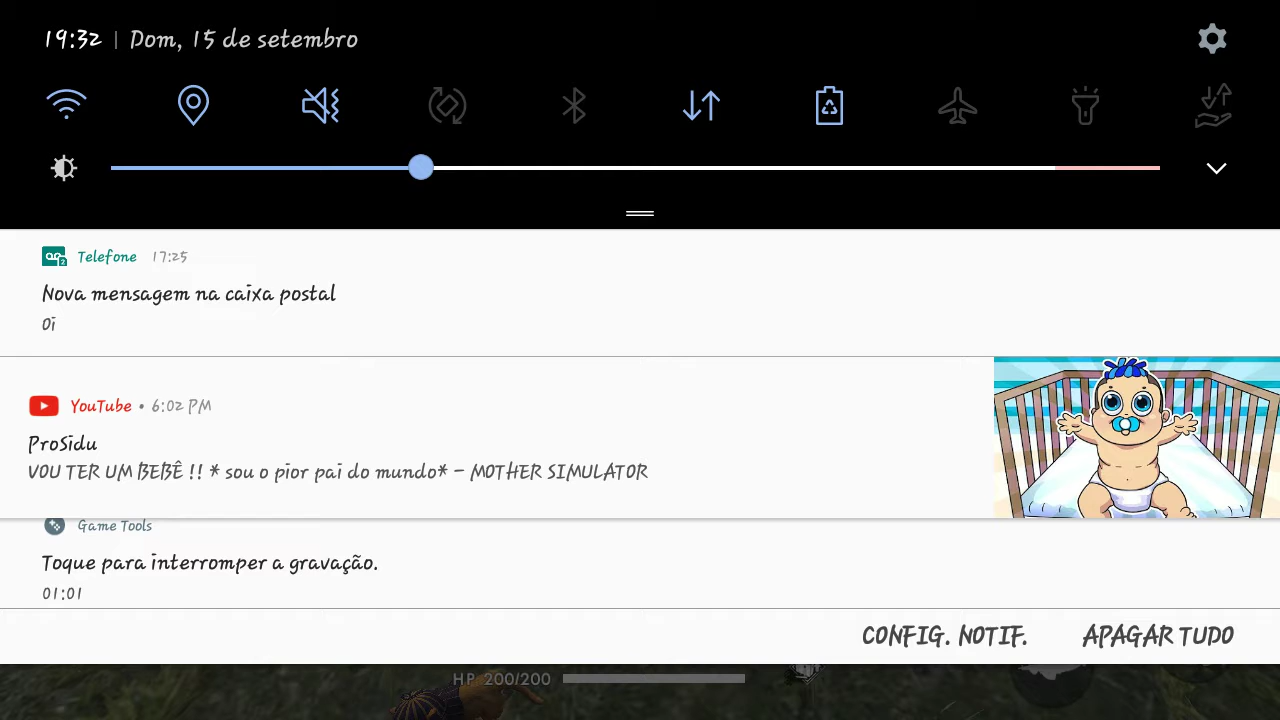 19:32 | Dom, 15 de setembro
Telefone 17:25
Nova mensagem na caixa postal
Oi
YouTube • 6:02 PM
ProSidu
VOU TER UM BEBÊ !! * sou o pior pai do mundo* - MOTHER SIMULATOR
Game Tools
Toque para interromper a gravação.
01:01
CONFIG. NOTIF. APAGAR TUDO
HP 200/200